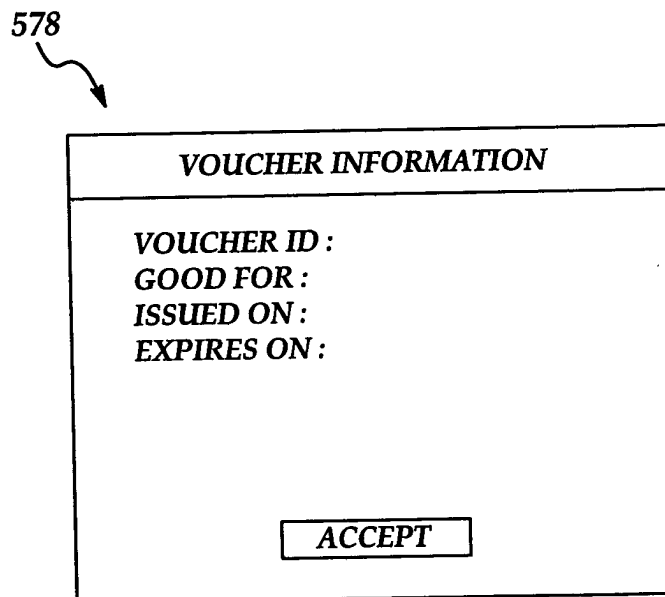 578
VOUCHER INFORMATION
VOUCHER ID :
GOOD FOR :
ISSUED ON :
EXPIRES ON :
ACCEPT